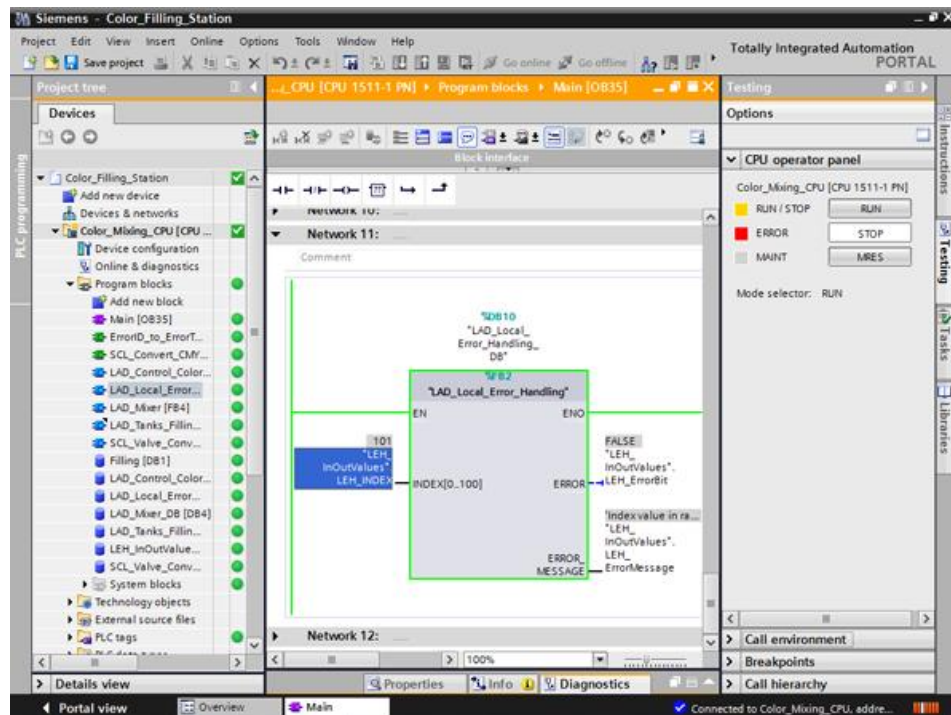 Siemens - Color_Filling_Station
Project Edit View Insert Online Options Tools Window Help
Totally Integrated Automation
PORTAL
Save project
Go online
Go offline
Project tree
..._CPU [CPU 1511-1 PN] Program blocks Main [OB35]
Testing
Devices
Options
PLC programming
Block interface
CPU operator panel
Color_Filling_Station
Add new device
Devices & networks
Color_Mixing_CPU [CPU ...
Device configuration
Online & diagnostics
Program blocks
Add new block
Main [OB35]
ErrorID_to_ErrorT...
SCL_Convert_CMY...
LAD_Control_Color...
LAD_Local_Error...
LAD_Mixer [FB4]
LAD_Tanks_Fillin...
SCL_Valve_Conv...
Filling [DB1]
LAD_Control_Color...
LAD_Local_Error...
LAD_Mixer_DB [DB4]
LAD_Tanks_Fillin...
LEH_InOutValue...
SCL_Valve_Conv...
System blocks
Technology objects
External source files
PLC tags
Network 10: ......
Network 11: ......
Comment
%DB10
"LAD_Local_
Error_Handling_
DB"
%FB2
"LAD_Local_Error_Handling"
EN
ENO
101
"LEH_
InOutValues".
LEH_INDEX
INDEX[0..100]
ERROR
FALSE
"LEH_
InOutValues".
LEH_ErrorBit
'Index value in ra...
"LEH_
InOutValues".
LEH_
ErrorMessage
ERROR_
MESSAGE
Network 12: ......
100%
Color_Mixing_CPU [CPU 1511-1 PN]
RUN / STOP
RUN
ERROR
STOP
MAINT
MRES
Mode selector: RUN
Instructions
Testing
Tasks
Libraries
Call environment
Breakpoints
Call hierarchy
Details view
Properties
Info
Diagnostics
Portal view
Overview
Main
Connected to Color_Mixing_CPU, addre...